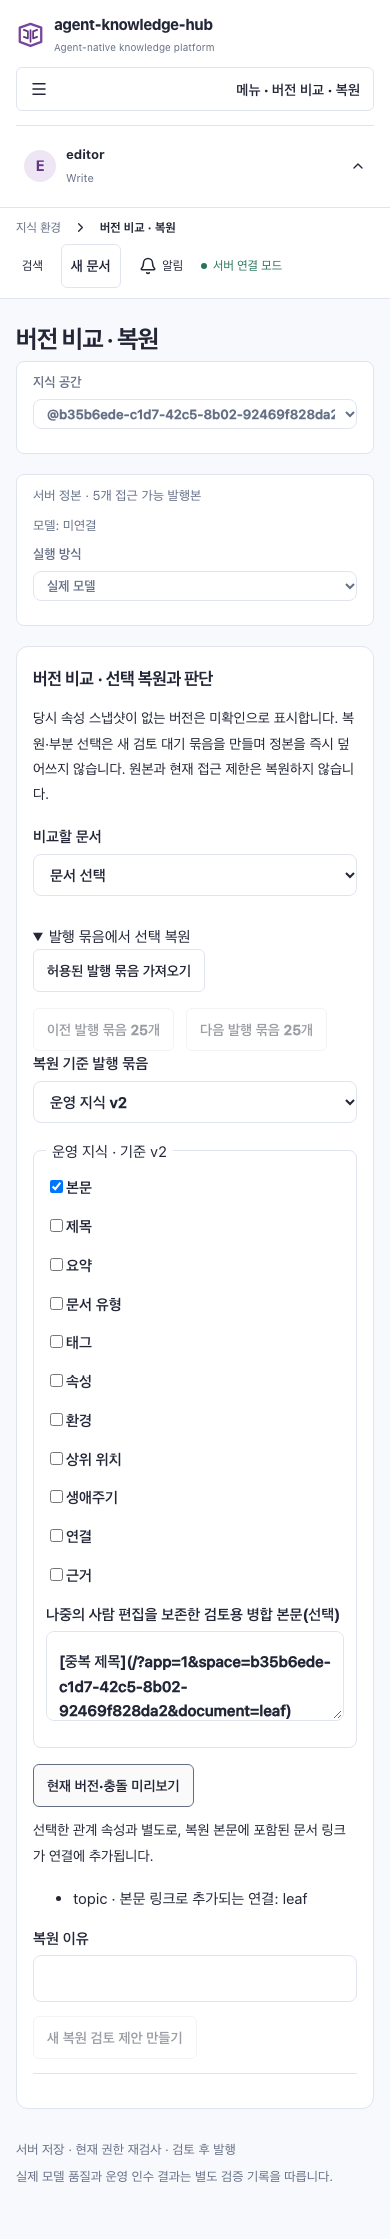 agent-knowledge-hub
Agent-native knowledge platform
메뉴 · 버전 비교 · 복원
E
editor
Write
지식 환경 > 버전 비교 · 복원
검색 새 문서 알림 서버 연결 모드
버전 비교 · 복원
지식 공간
@b35b6ede-c1d7-42c5-8b02-92469f828da2
서버 정본 · 5개 접근 가능 발행본
모델: 미연결
실행 방식
실제 모델
버전 비교 · 선택 복원과 판단
당시 속성 스냅샷이 없는 버전은 미확인으로 표시합니다. 복
원·부분 선택은 새 검토 대기 묶음을 만들며 정본을 즉시 덮
어쓰지 않습니다. 원본과 현재 접근 제한은 복원하지 않습니
다.
비교할 문서
문서 선택
▼ 발행 묶음에서 선택 복원
허용된 발행 묶음 가져오기
이전 발행 묶음 25개 다음 발행 묶음 25개
복원 기준 발행 묶음
운영 지식 v2
운영 지식 · 기준 v2
본문
제목
요약
문서 유형
태그
속성
환경
상위 위치
생애주기
연결
근거
나중의 사람 편집을 보존한 검토용 병합 본문(선택)
[중복 제목](/?app=1&space=b35b6ede-
c1d7-42c5-8b02-
92469f828da2&document=leaf)
현재 버전·충돌 미리보기
선택한 관계 속성과 별도로, 복원 본문에 포함된 문서 링크
가 연결에 추가됩니다.
• topic · 본문 링크로 추가되는 연결: leaf
복원 이유
새 복원 검토 제안 만들기
서버 저장 · 현재 권한 재검사 · 검토 후 발행
실제 모델 품질과 운영 인수 결과는 별도 검증 기록을 따릅니다.